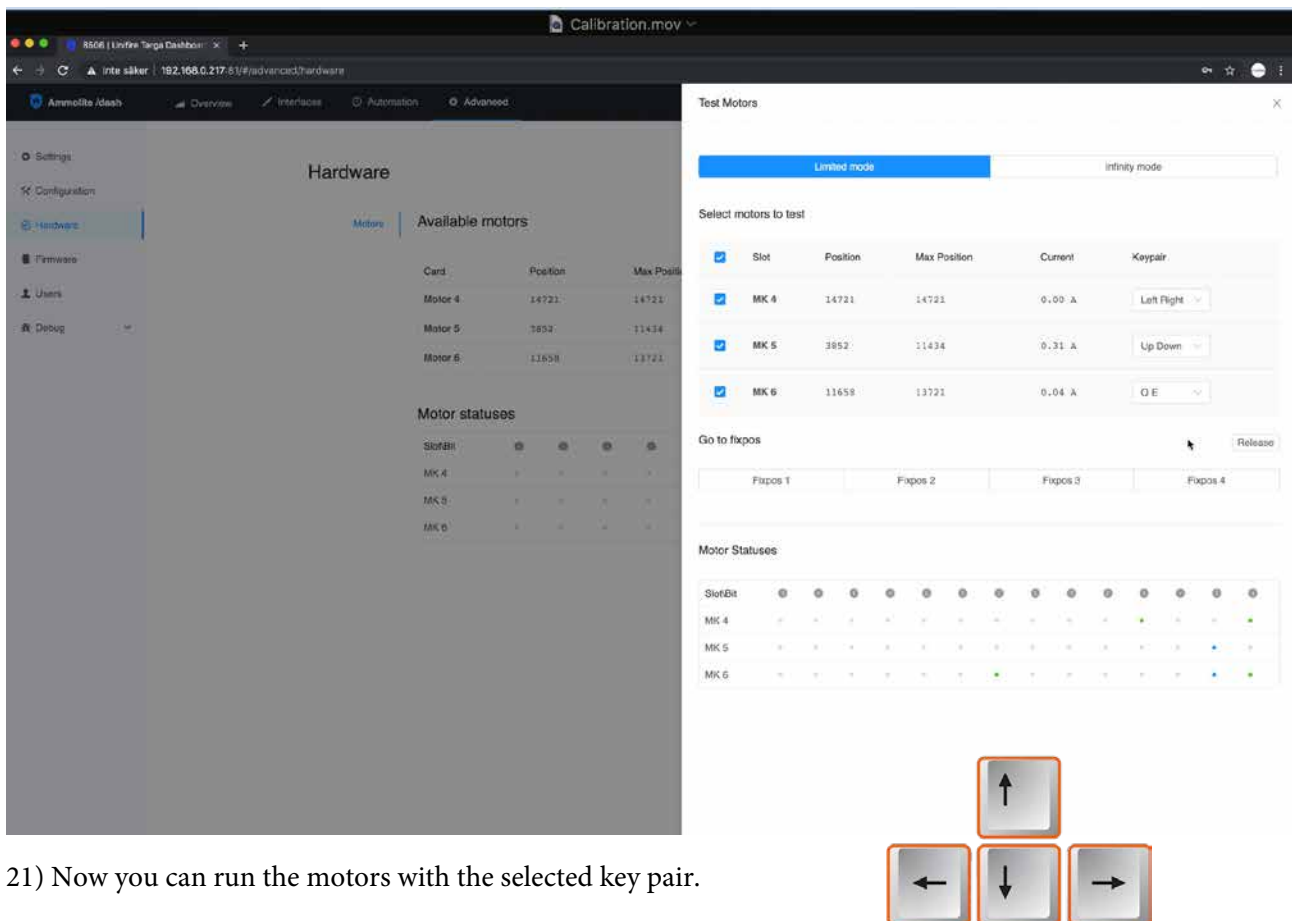 Calibration.mov
8506 | Unifire Targa Dashboar
192.168.0.217:81/#/advanced/hardware
Inte säker
Ammolite /dash
Overview
Interfaces
Automation
Advanced
Settings
Configuration
Hardware
Firmware
Users
Debug
Hardware
Motors
Available motors
Card Position Max Positi
Motor 4 14721 14721
Motor 5 3852 11434
Motor 6 11658 13721
Motor statuses
Slot\Bit
MK 4
MK 5
MK 6
Test Motors
Limited mode Infinity mode
Select motors to test
Slot Position Max Position Current Keypair
MK 4 14721 14721 0.00 A Left Right
MK 5 3852 11434 0.31 A Up Down
MK 6 11658 13721 0.04 A Q E
Go to fixpos Release
Fixpos 1 Fixpos 2 Fixpos 3 Fixpos 4
Motor Statuses
Slot\Bit
MK 4
MK 5
MK 6
21) Now you can run the motors with the selected key pair.